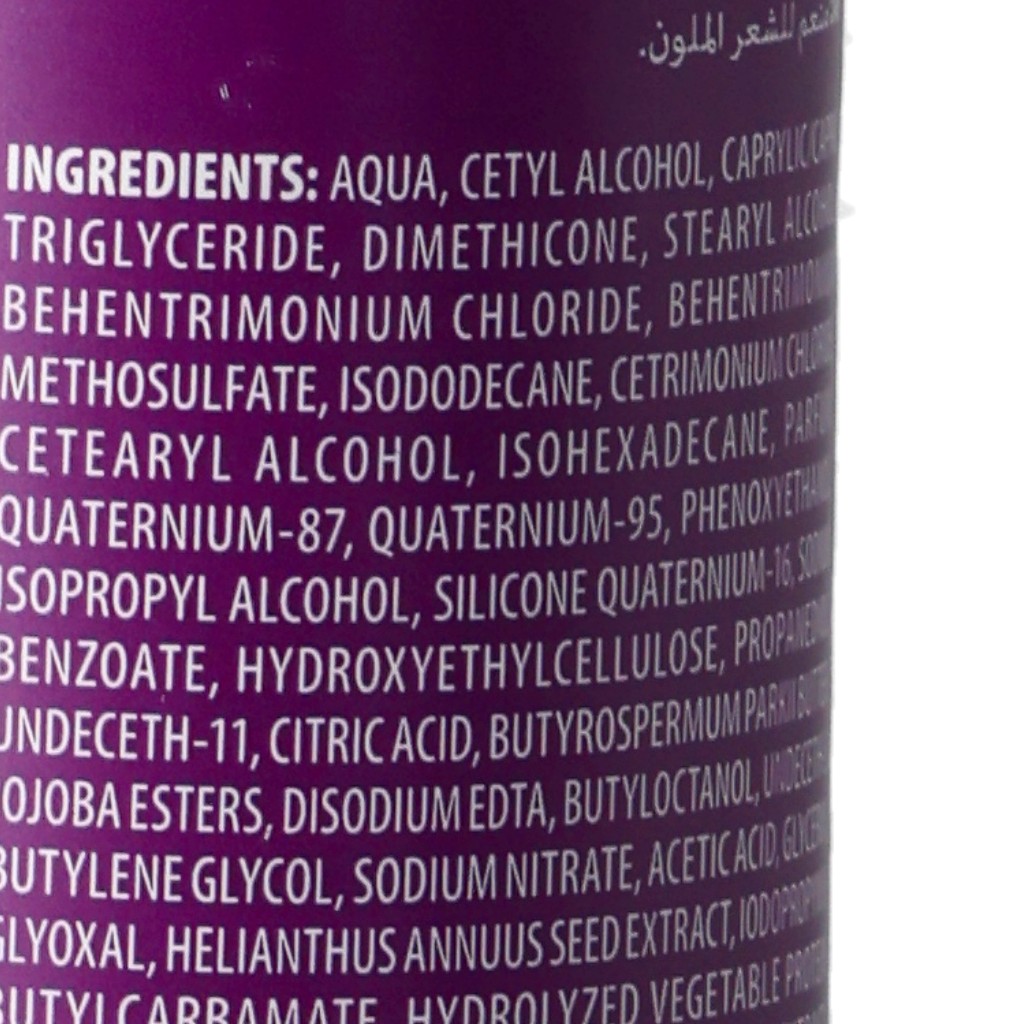 للشعر الملون.
INGREDIENTS: AQUA, CETYL ALCOHOL, CAPRYLIC/
TRIGLYCERIDE, DIMETHICONE, STEARYL
BEHENTRIMONIUM CHLORIDE,
METHOSULFATE, ISODODECANE, CETRIMONIUM
CETEARYL ALCOHOL, ISOHEXADECANE,
QUATERNIUM-87, QUATERNIUM-95,
ISOPROPYL ALCOHOL, SILICONE QUATERNIUM-16,
BENZOATE, HYDROXYETHYLCELLULOSE,
UNDECETH-11, CITRIC ACID, BUTYROSPERMUM PARKII
JOJOBA ESTERS, DISODIUM EDTA, BUTYLOCTANOL,
BUTYLENE GLYCOL, SODIUM NITRATE, ACETIC ACID,
GLYOXAL, HELIANTHUS ANNUUS SEED EXTRACT,
BUTYLCARBAMATE, HYDROLYZED VEGETABLE